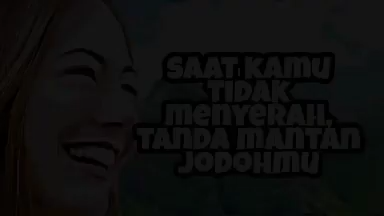 SAAT KAMU
TIDAK
MENYERAH,
TANDA MANTAN
JODOHMU